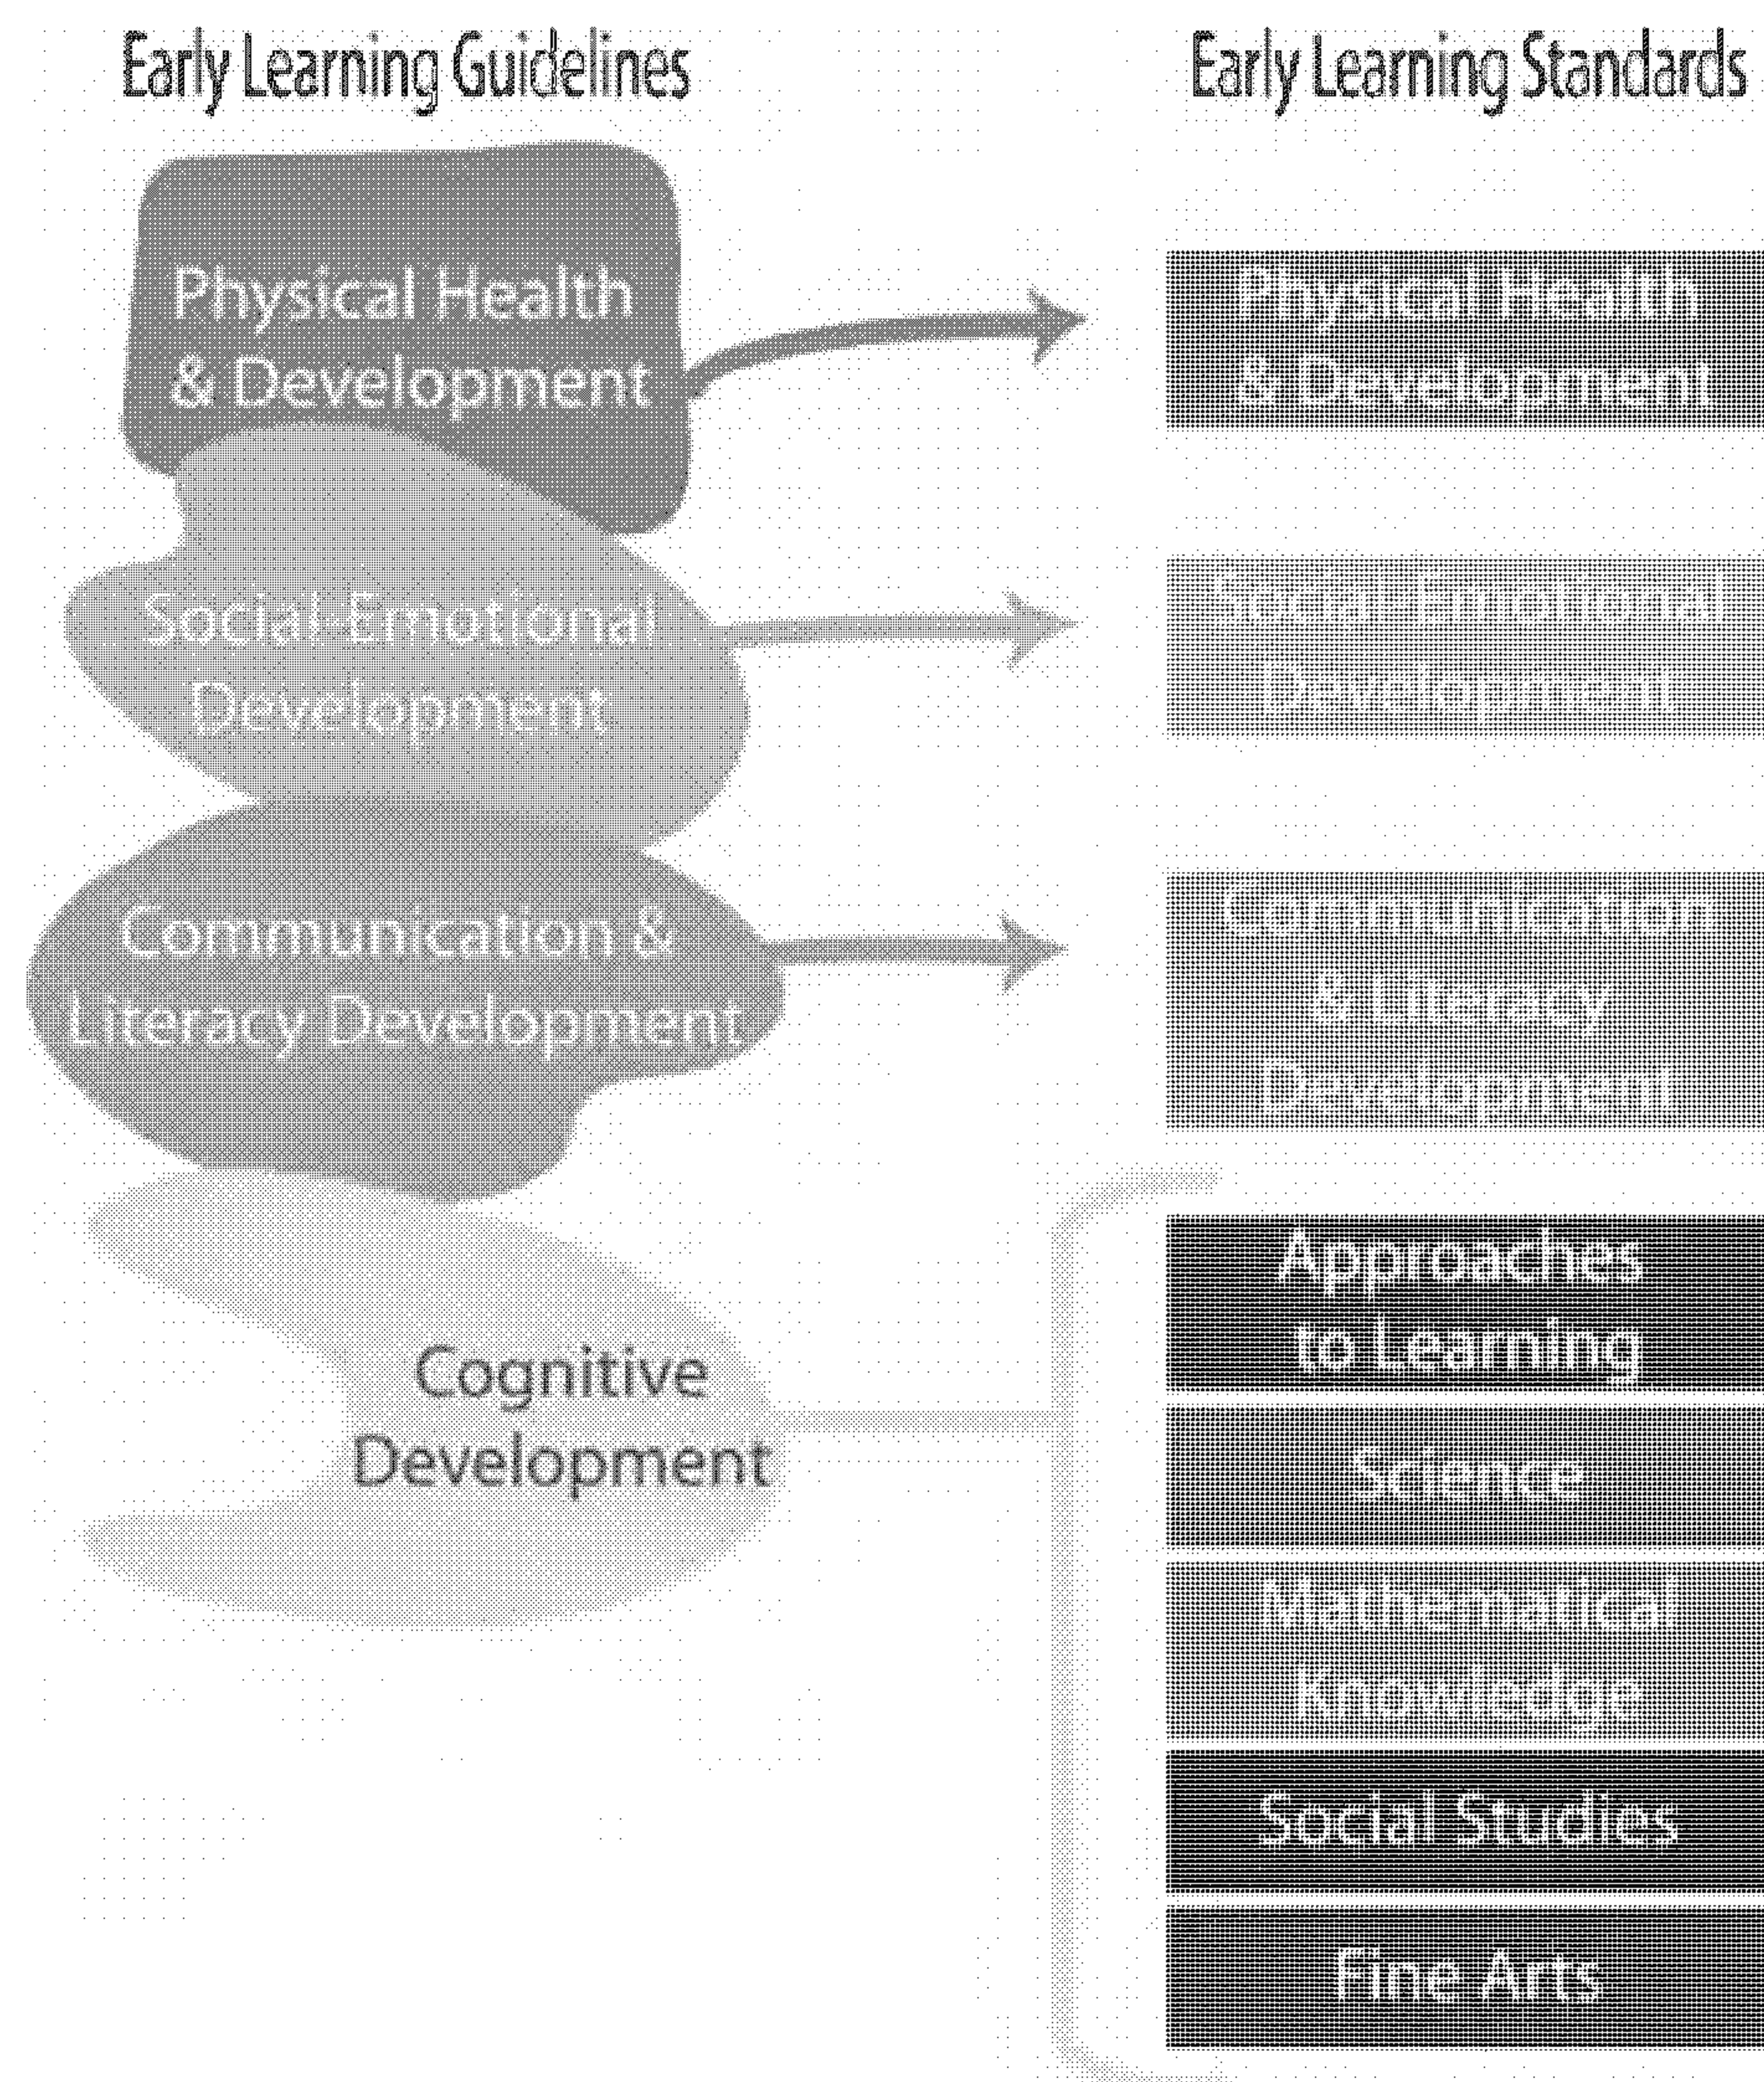 Early Learning Guidelines
Early Learning Standards
Physical Health
& Development
Physical Health
& Development
Social-Emotional
Development
Social-Emotional
Development
Communication &
Literacy Development
Communication
& Literacy
Development
Cognitive
Development
Approaches
to Learning
Science
Mathematical
Knowledge
Social Studies
Fine Arts